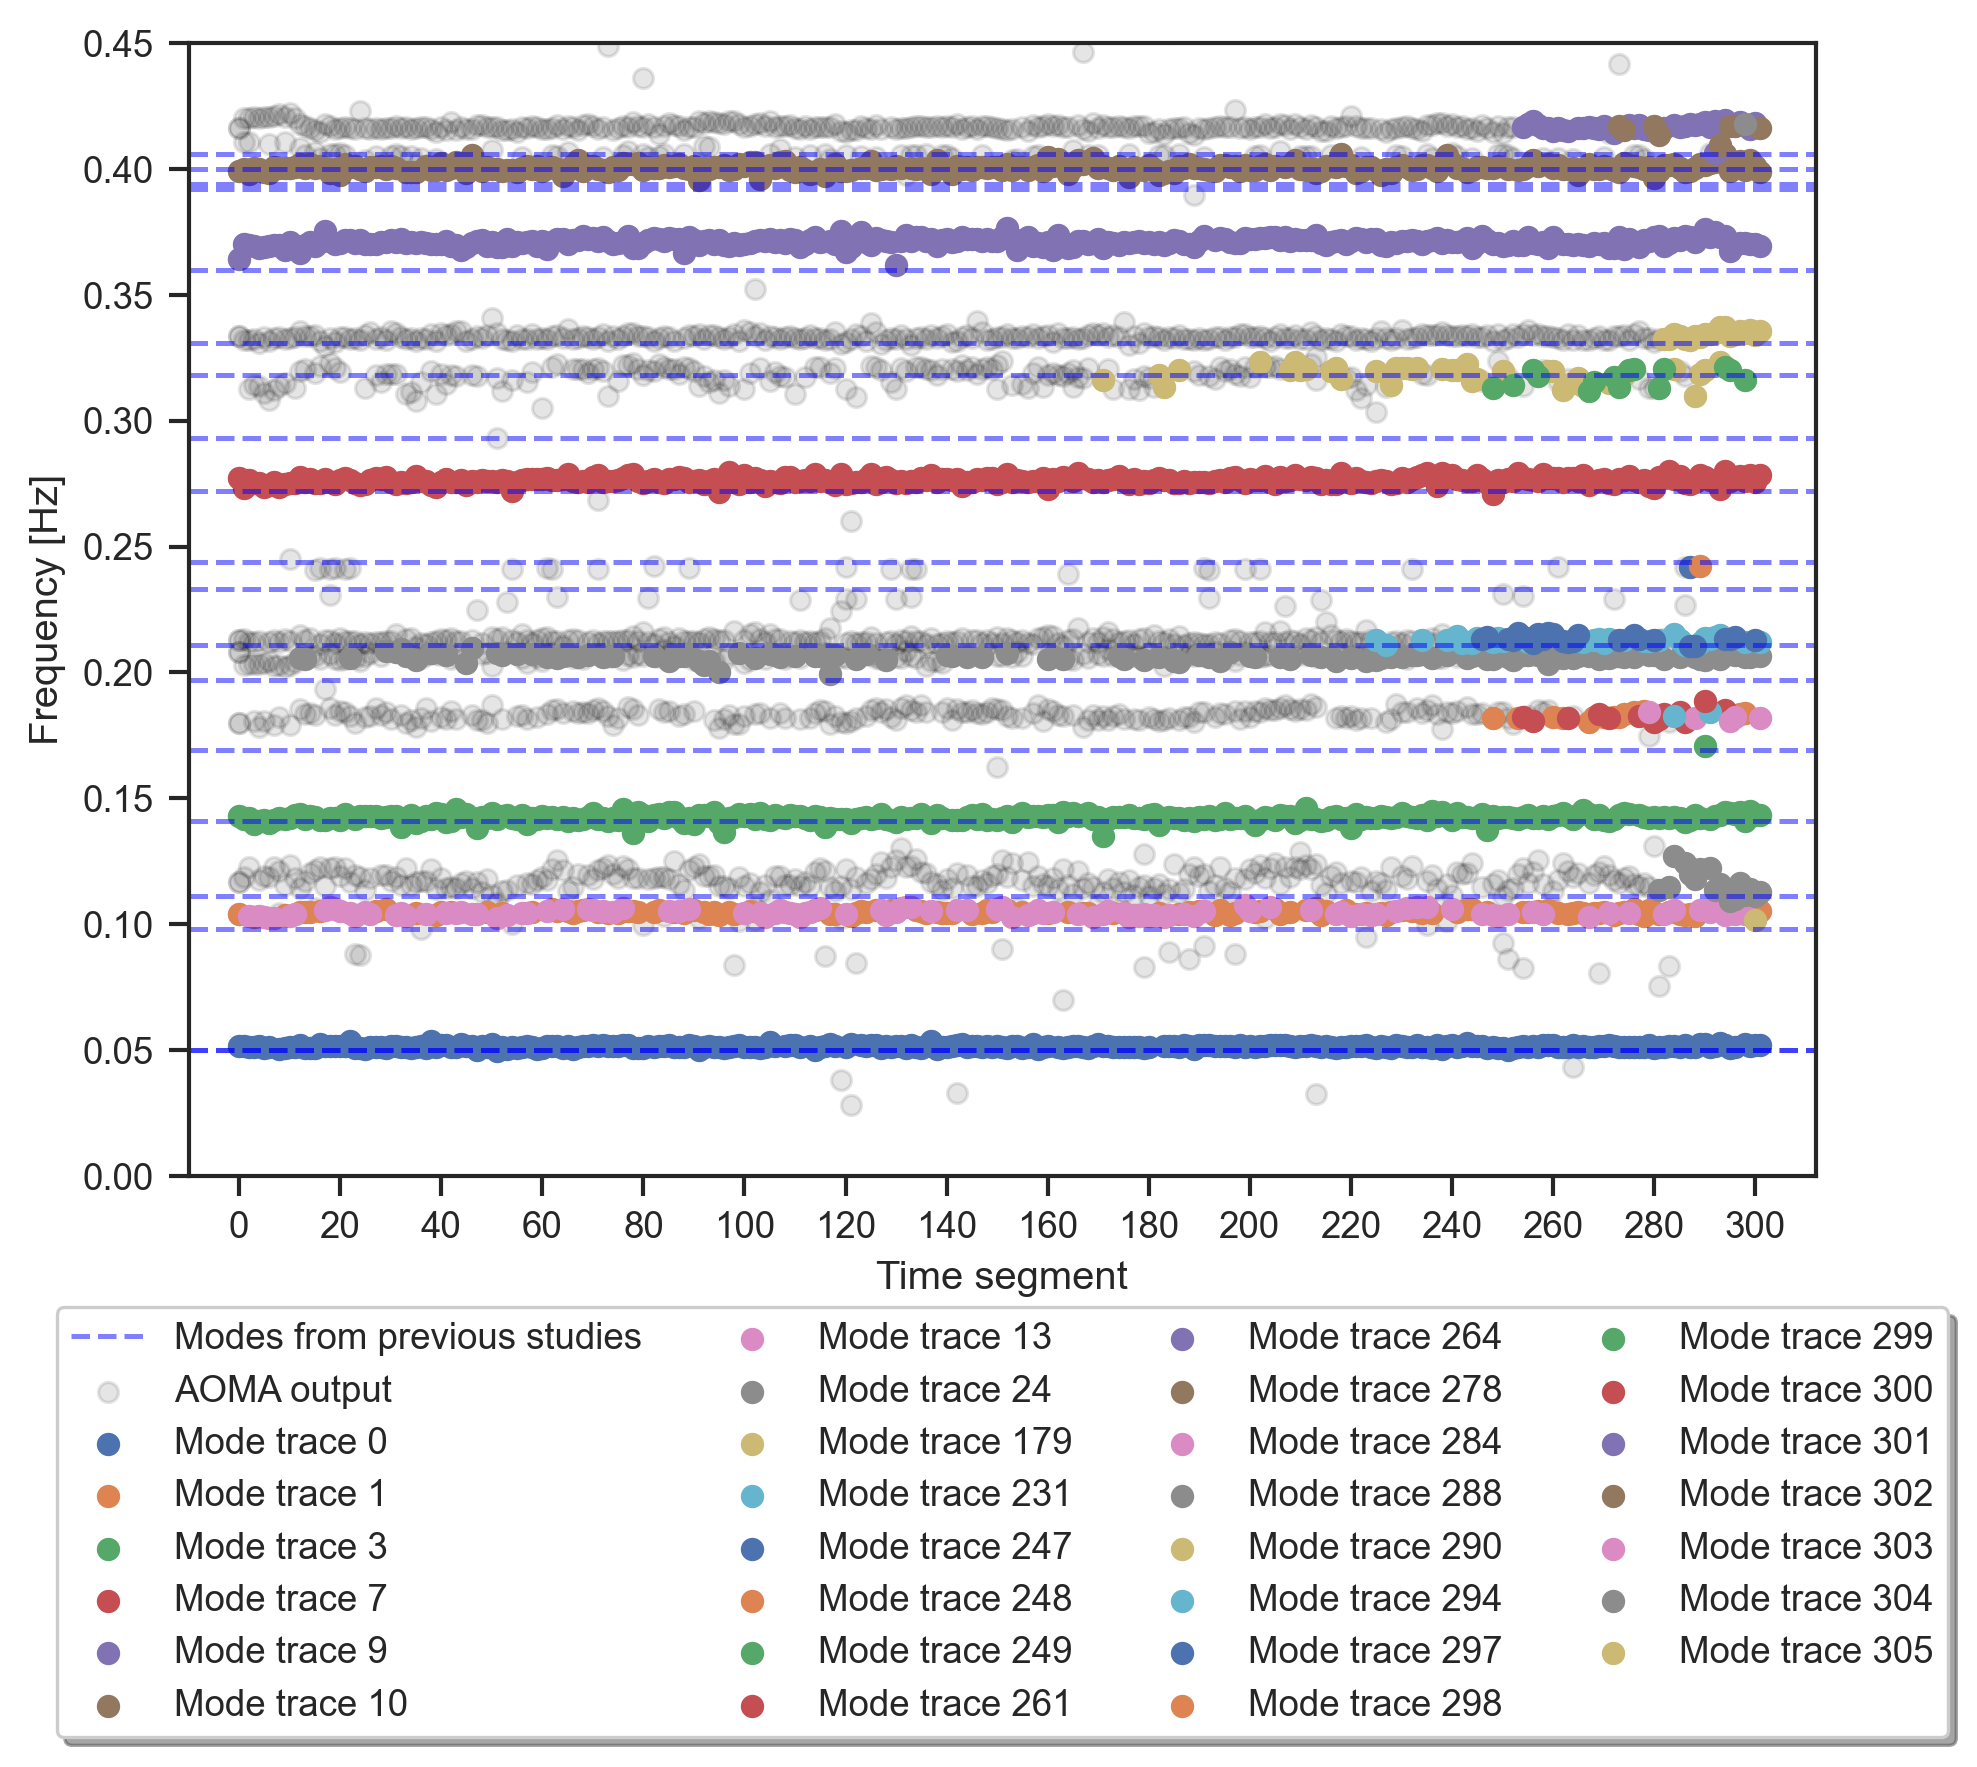 0.45
0.40
0.35
0.30
0.25
0.20
0.15
0.10
0.05
0.00
Frequency [Hz]
0 20 40 60 80 100 120 140 160 180 200 220 240 260 280 300
Time segment
Modes from previous studies
AOMA output
Mode trace 0
Mode trace 1
Mode trace 3
Mode trace 7
Mode trace 9
Mode trace 10
Mode trace 13
Mode trace 24
Mode trace 179
Mode trace 231
Mode trace 247
Mode trace 248
Mode trace 249
Mode trace 261
Mode trace 264
Mode trace 278
Mode trace 284
Mode trace 288
Mode trace 290
Mode trace 294
Mode trace 297
Mode trace 298
Mode trace 299
Mode trace 300
Mode trace 301
Mode trace 302
Mode trace 303
Mode trace 304
Mode trace 305